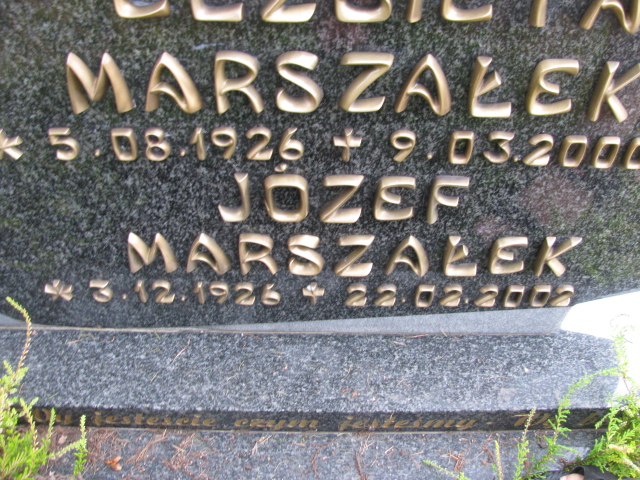 MARSZAŁEK
* 5.08.1926 + 9.03.2000
JÓZEF
MARSZAŁEK
* 3.12.1926 + 22.02.2002
jesteście czym jesteśmy